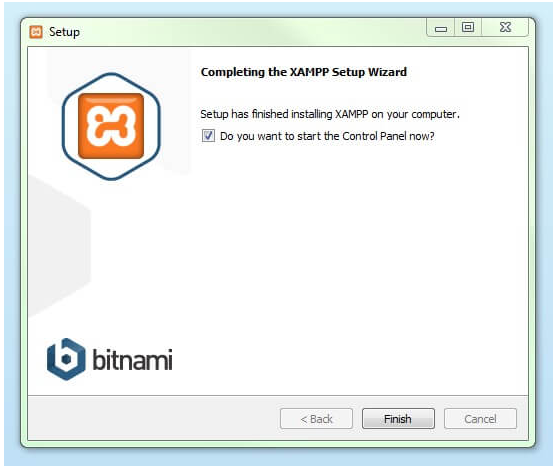 Setup
Completing the XAMPP Setup Wizard
Setup has finished installing XAMPP on your computer.
Do you want to start the Control Panel now?
bitnami
< Back
Finish
Cancel